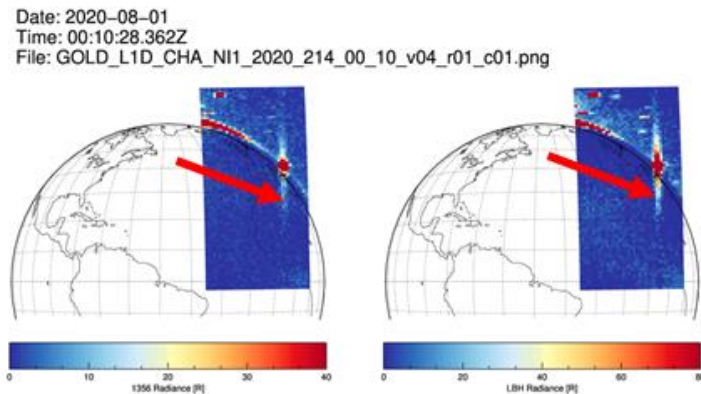 Date: 2020-08-01
Time: 00:10:28.362Z
File: GOLD_L1D_CHA_NI1_2020_214_00_10_v04_r01_c01.png
0 10 20 30 40
1356 Radiance [R]
0 20 40 60 80
LBH Radiance [R]